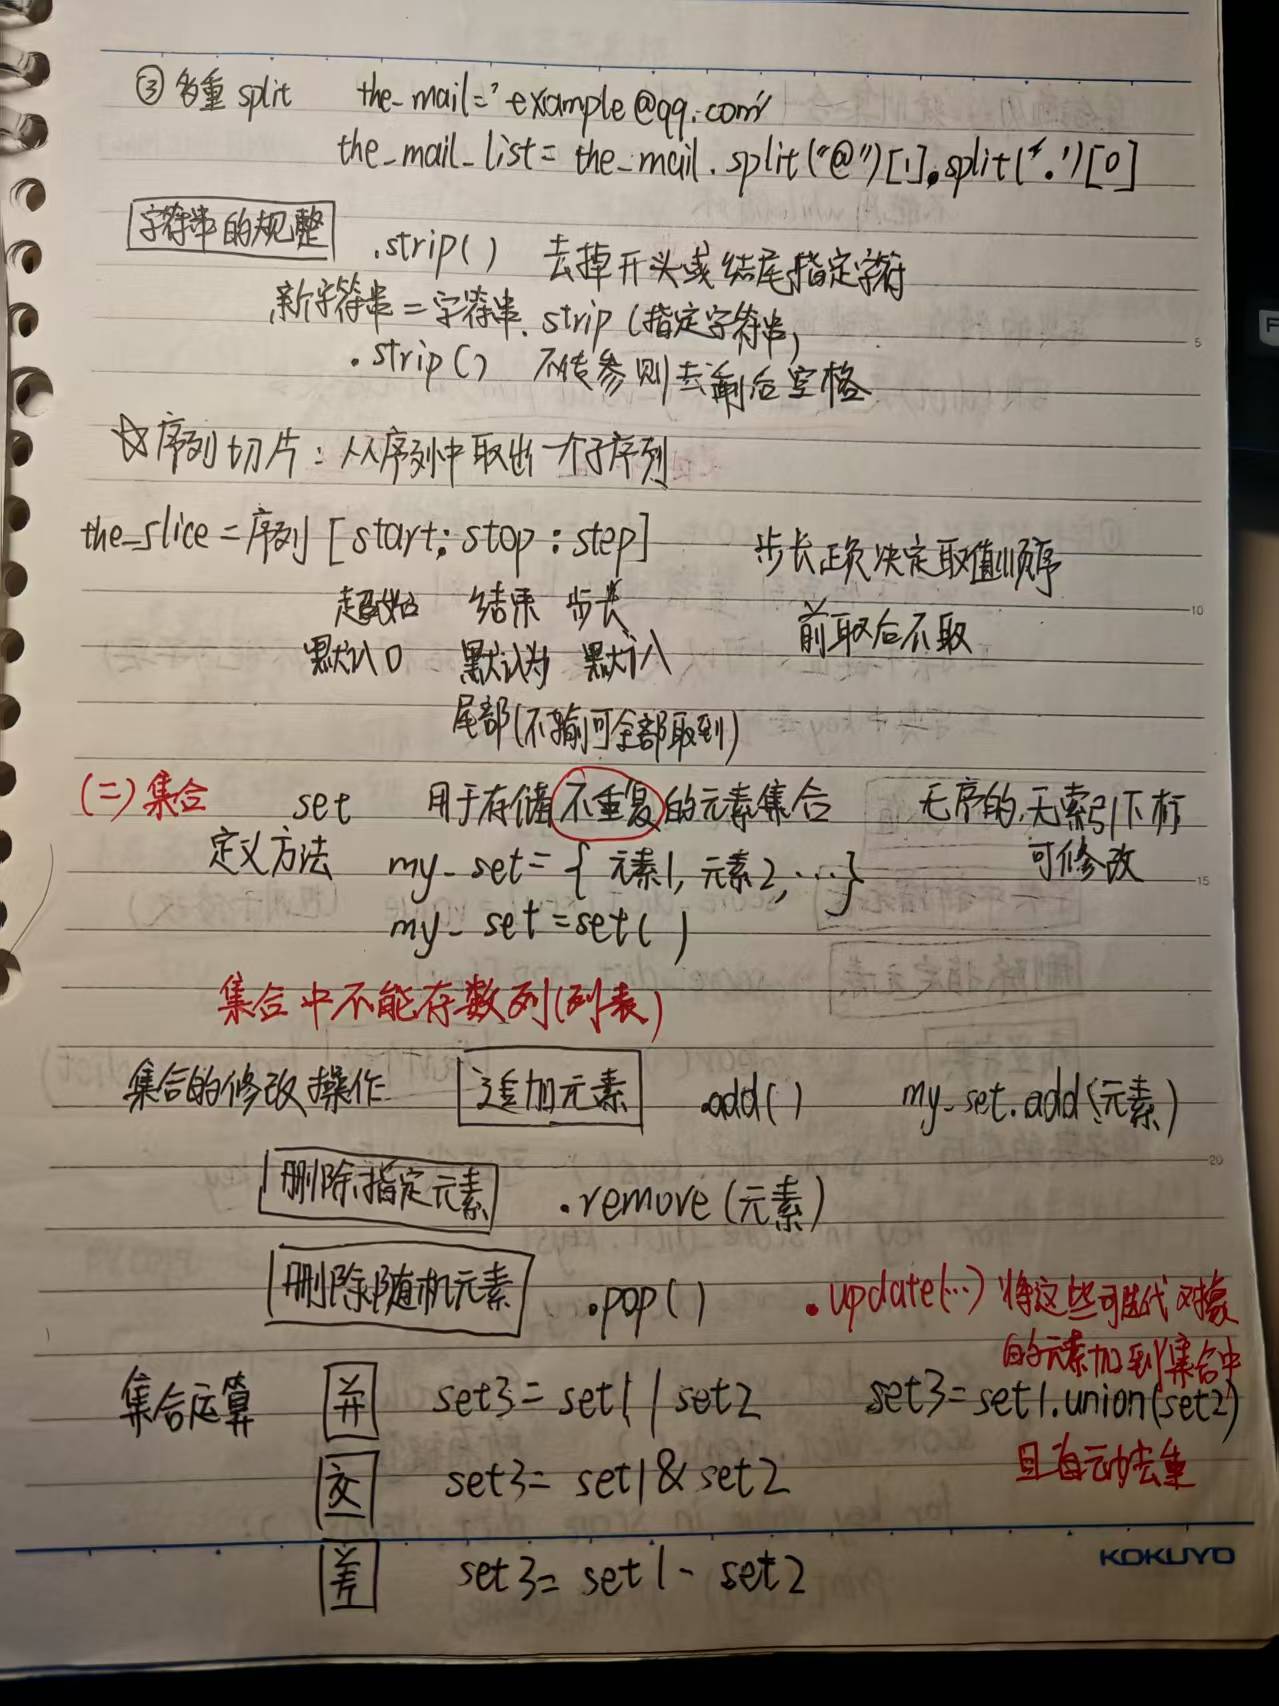 ③ 多重 split the_mail='example@qq.com'
the_mail_list= the_mail.split("@")[1].split('.')[0]
字符串的规整 .strip() 去掉开头或结尾指定字符
新字符串=字符串.strip(指定字符串)
.strip() 不传参则去前后空格
☆序列切片:从序列中取出一个子序列
the_slice=序列[start:stop:step] 步长正负决定取值顺序
起始 结束 步长 前取后不取
默认0 默认为 默认1
尾部(不输可全部取到)
(二)集合 set 用于存储不重复的元素集合 无序的,无索引下标
定义方法 my_set={元素1,元素2,…} 可修改
my_set=set()
集合中不能存数列(列表)
集合的修改操作 追加元素 .add() my_set.add(元素)
删除指定元素 .remove(元素)
删除随机元素 .pop() .update(…)将这些可迭代对象
的元素加到集合中
集合运算 并 set3=set1|set2 set3=set1.union(set2)
且自动去重
交 set3=set1&set2
差 set3=set1-set2
KOKUYO
5
10
15
20